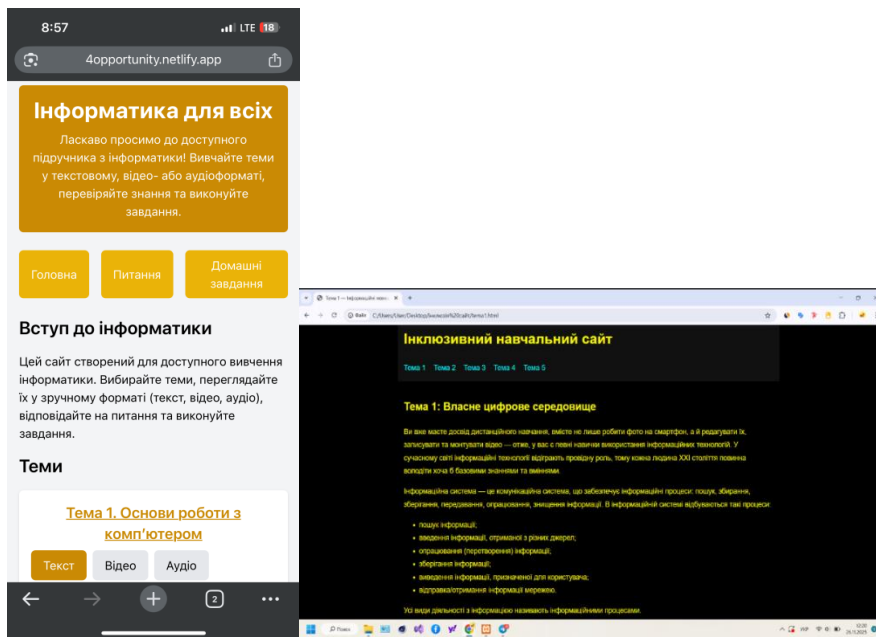 8:57
LTE 18
4opportunity.netlify.app
Інформатика для всіх
Ласкаво просимо до доступного
підручника з інформатики! Вивчайте теми
у текстовому, відео- або аудіоформаті,
перевіряйте знання та виконуйте
завдання.
Головна
Питання
Домашні
завдання
Вступ до інформатики
Цей сайт створений для доступного вивчення
інформатики. Вибирайте теми, переглядайте
їх у зручному форматі (текст, відео, аудіо),
відповідайте на питання та виконуйте
завдання.
Теми
Тема 1. Основи роботи з
комп’ютером
Текст
Відео
Аудіо
2
Інклюзивний навчальний сайт
Тема 1 Тема 2 Тема 3 Тема 4 Тема 5
Тема 1: Власне цифрове середовище
Ви вже маєте досвід дистанційного навчання, вмієте не лише робити фото на смартфон, а й редагувати їх,
записувати та монтувати відео — отже, у вас є певні навички використання інформаційних технологій. У
сучасному світі інформаційні технології відіграють провідну роль, тому кожна людина XXI століття повинна
володіти хоча б базовими знаннями та вміннями.
Інформаційна система — це комунікаційна система, що забезпечує інформаційні процеси: пошук, збирання,
зберігання, передавання, опрацювання, знищення інформації. В інформаційній системі відбуваються такі процеси:
• пошук інформації;
• введення інформації, отриманої з різних джерел;
• опрацювання (перетворення) інформації;
• зберігання інформації;
• виведення інформації, призначеної для користувача;
• відправка/отримання інформації мережею.
Усі види діяльності з інформацією називають інформаційними процесами.
12:20